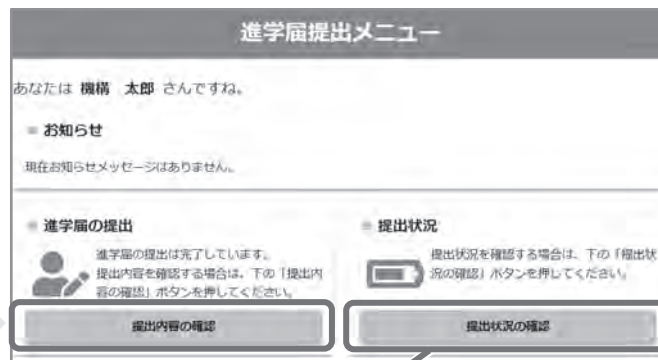 進学届提出メニュー
あなたは 機構 太郎 さんですね。
お知らせ
現在お知らせメッセージはありません。
進学届の提出
進学届の提出は完了しています。
提出内容を確認する場合は、下の「提出内
容の確認」ボタンを押してください。
提出内容の確認
提出状況
提出状況を確認する場合は、下の「提出状
況の確認」ボタンを押してください。
提出状況の確認